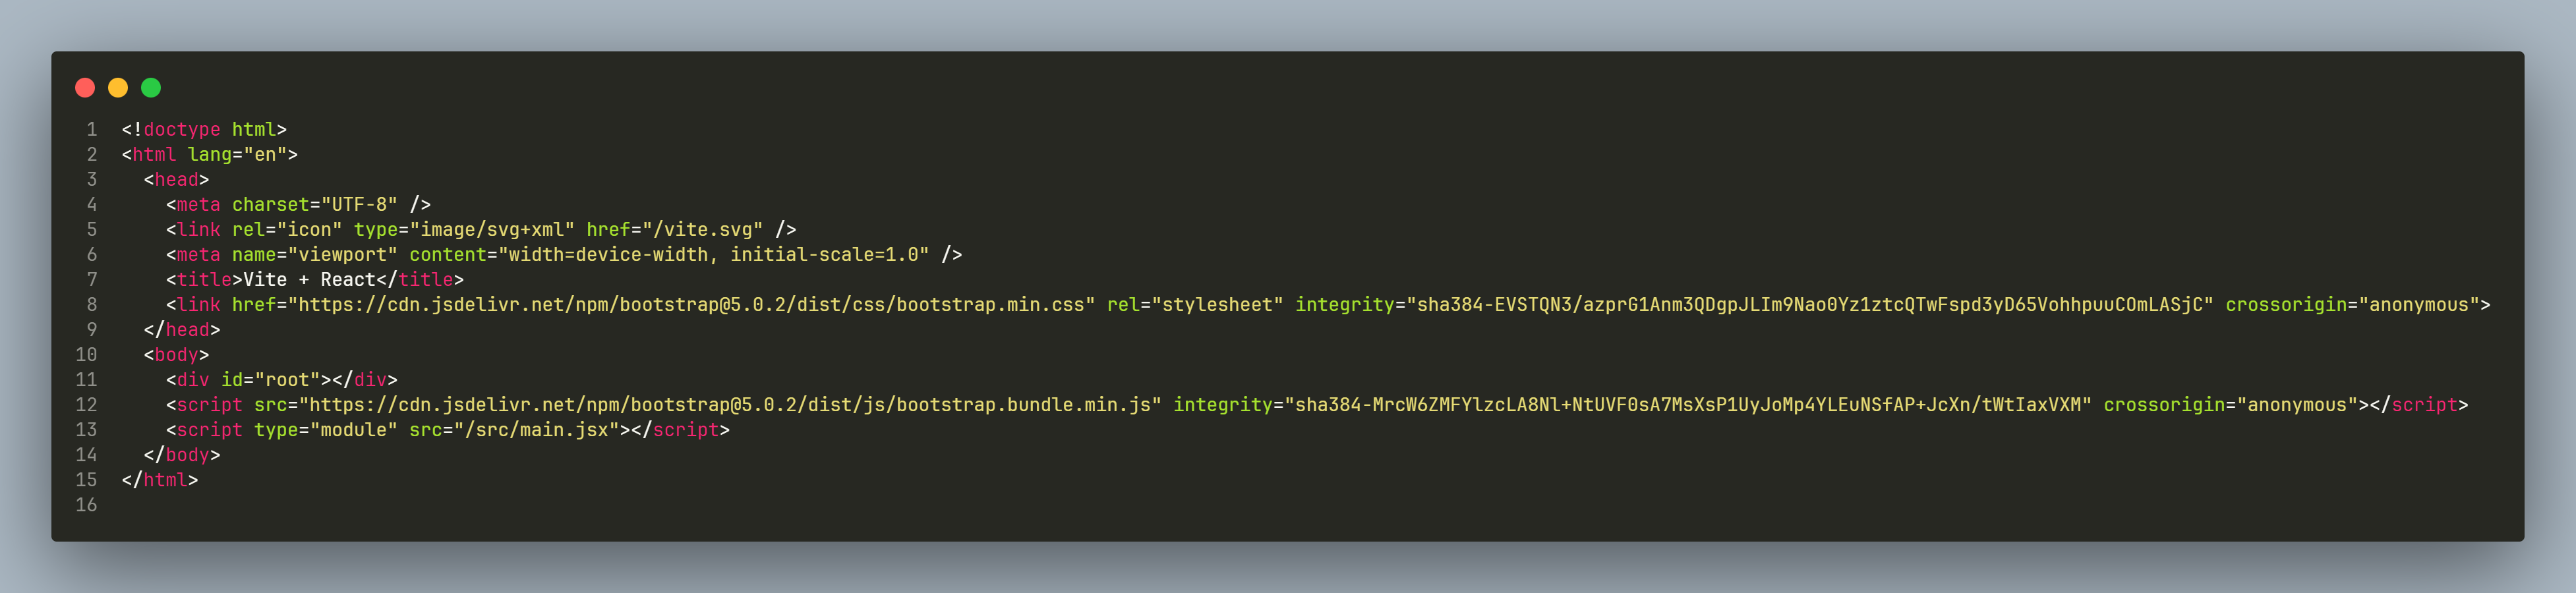 1 <!doctype html>
2 <html lang="en">
3   <head>
4     <meta charset="UTF-8" />
5     <link rel="icon" type="image/svg+xml" href="/vite.svg" />
6     <meta name="viewport" content="width=device-width, initial-scale=1.0" />
7     <title>Vite + React</title>
8     <link href="https://cdn.jsdelivr.net/npm/bootstrap@5.0.2/dist/css/bootstrap.min.css" rel="stylesheet" integrity="sha384-EVSTQN3/azprG1Anm3QDgpJLIm9Nao0Yz1ztcQTwFspd3yD65VohhpuuCOmLASjC" crossorigin="anonymous">
9   </head>
10   <body>
11     <div id="root"></div>
12     <script src="https://cdn.jsdelivr.net/npm/bootstrap@5.0.2/dist/js/bootstrap.bundle.min.js" integrity="sha384-MrcW6ZMFYlzcLA8Nl+NtUVF0sA7MsXsP1UyJoMp4YLEuNSfAP+JcXn/tWtIaxVXM" crossorigin="anonymous"></script>
13     <script type="module" src="/src/main.jsx"></script>
14   </body>
15 </html>
16